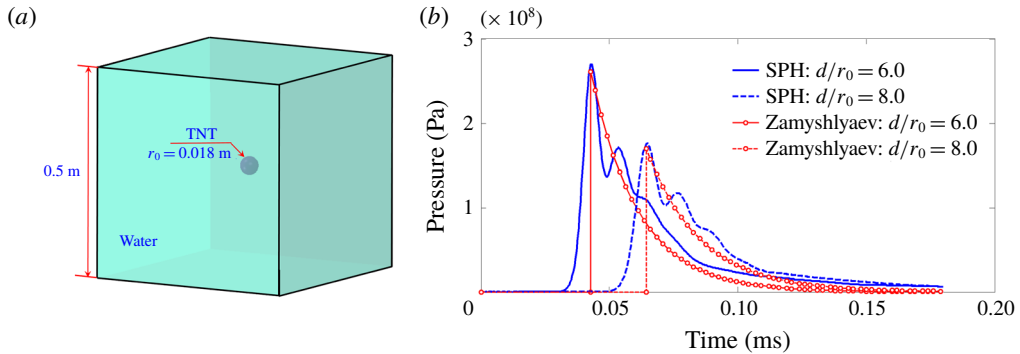 (a)
TNT
r₀ = 0.018 m
0.5 m
Water
(b)
(× 10⁸)
3
2
1
0
0.05
0.10
0.15
0.20
Pressure (Pa)
Time (ms)
SPH: d/r₀ = 6.0
SPH: d/r₀ = 8.0
Zamyshlyaev: d/r₀ = 6.0
Zamyshlyaev: d/r₀ = 8.0